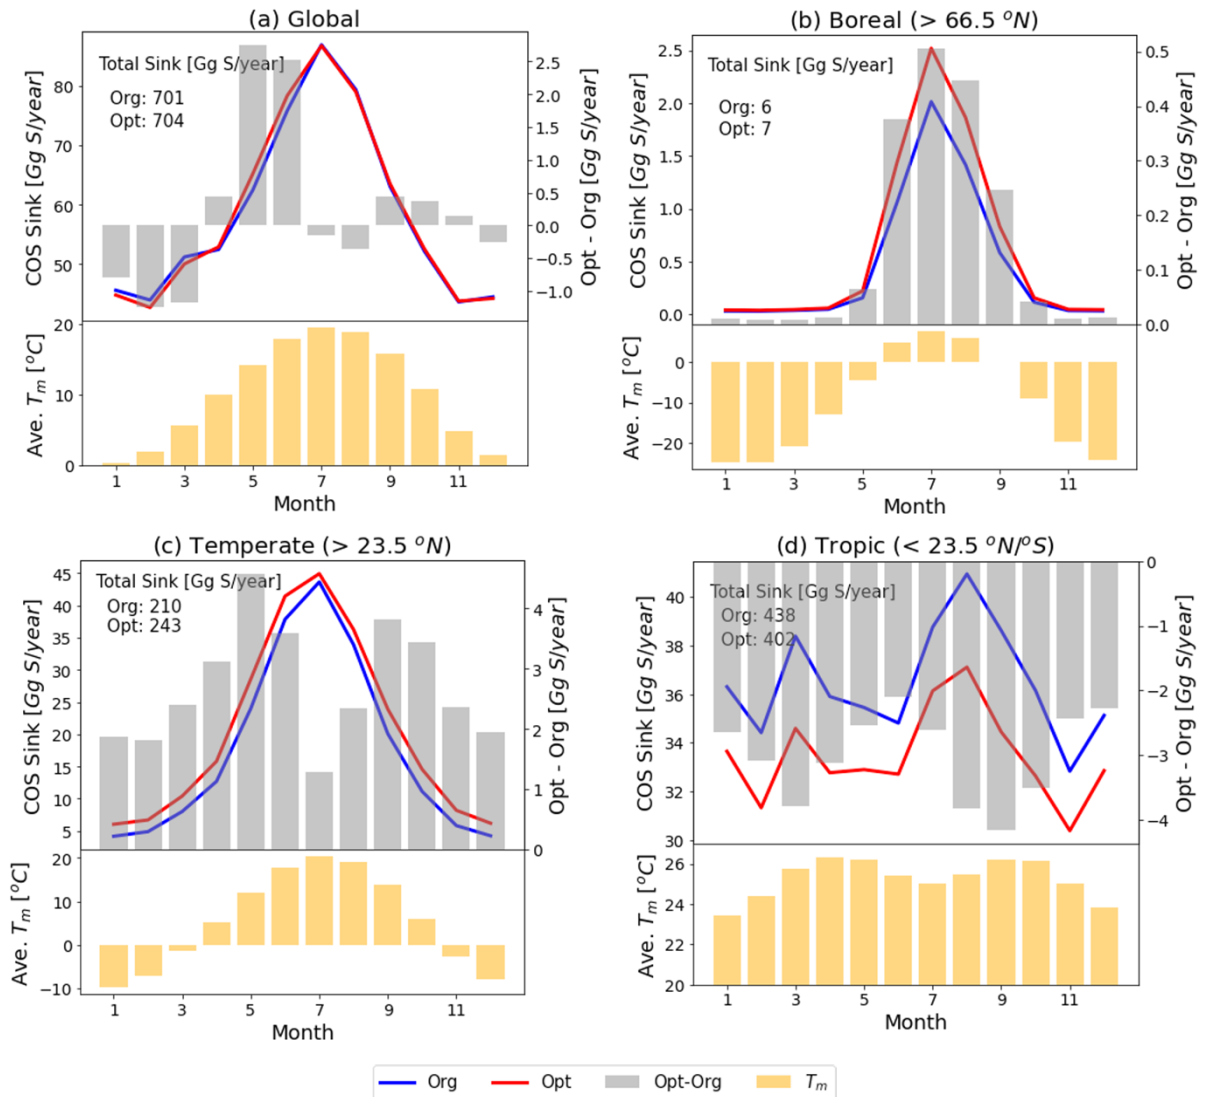 (a) Global
Total Sink [Gg S/year]
Org: 701
Opt: 704
COS Sink [Gg S/year]
80
70
60
50
Opt - Org [Gg S/year]
2.5
2.0
1.5
1.0
0.5
0.0
−0.5
−1.0
Ave. Tm [°C]
20
10
0
1 3 5 7 9 11
Month
(b) Boreal (> 66.5 °N)
Total Sink [Gg S/year]
Org: 6
Opt: 7
COS Sink [Gg S/year]
2.5
2.0
1.5
1.0
0.5
0.0
Opt - Org [Gg S/year]
0.5
0.4
0.3
0.2
0.1
0.0
Ave. Tm [°C]
0
−10
−20
1 3 5 7 9 11
Month
(c) Temperate (> 23.5 °N)
Total Sink [Gg S/year]
Org: 210
Opt: 243
COS Sink [Gg S/year]
45
40
35
30
25
20
15
10
5
Opt - Org [Gg S/year]
4
3
2
1
0
Ave. Tm [°C]
20
10
0
−10
1 3 5 7 9 11
Month
(d) Tropic (< 23.5 °N/°S)
Total Sink [Gg S/year]
Org: 438
Opt: 402
COS Sink [Gg S/year]
40
38
36
34
32
30
Opt - Org [Gg S/year]
0
−1
−2
−3
−4
Ave. Tm [°C]
26
24
22
20
1 3 5 7 9 11
Month
Org Opt Opt-Org Tm